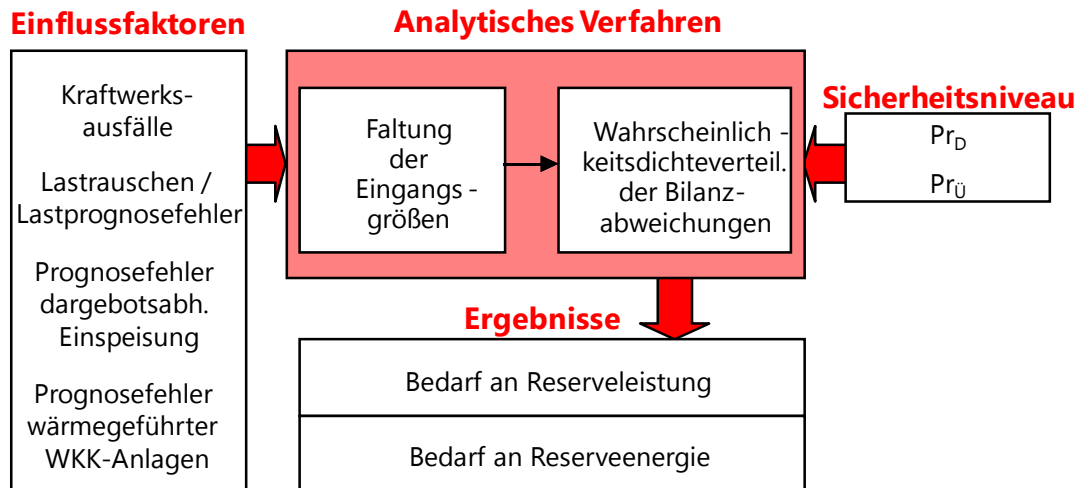 Einflussfaktoren
Kraftwerks-
ausfälle
Lastrauschen /
Lastprognosefehler
Prognosefehler
dargebotsabh.
Einspeisung
Prognosefehler
wärmegeführter
WKK-Anlagen
Analytisches Verfahren
Faltung
der
Eingangs -
größen
Wahrscheinlich -
keitsdichteverteil.
der Bilanz-
abweichungen
Sicherheitsniveau
Pr_D
Pr_Ü
Ergebnisse
Bedarf an Reserveleistung
Bedarf an Reserveenergie